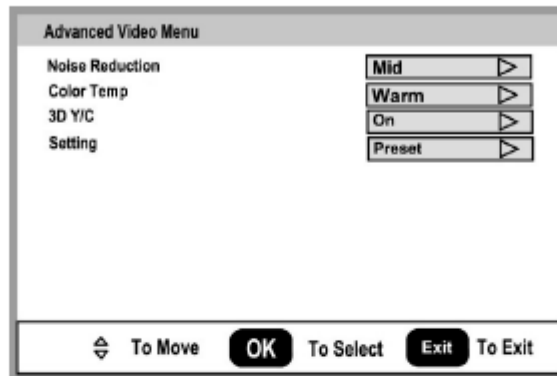 Advanced Video Menu
Noise Reduction Mid
Color Temp Warm
3D Y/C On
Setting Preset
To Move OK To Select Exit To Exit